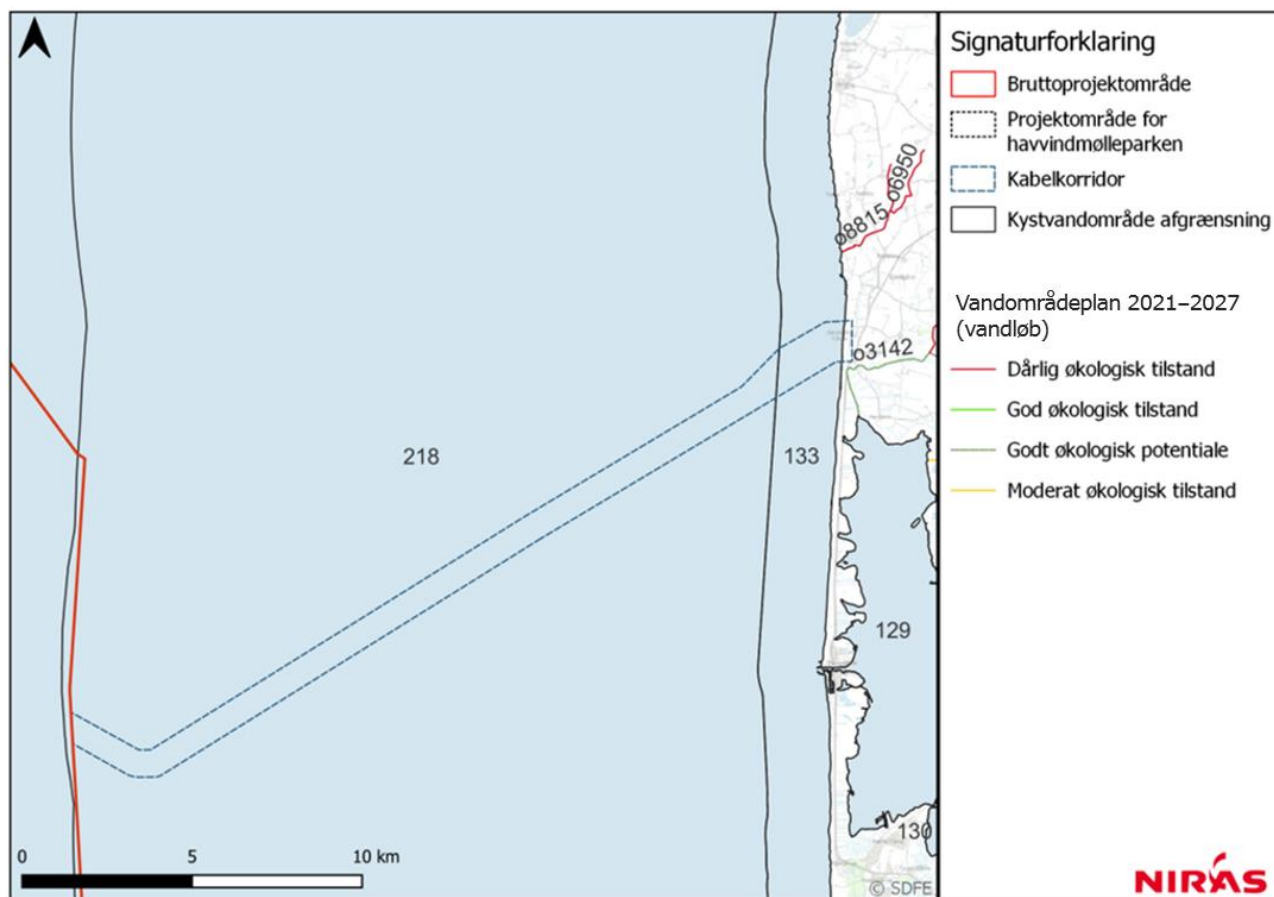 Signaturforklaring
Bruttoprojektområde
Projektområde for
havvindmølleparken
Kabelkorridor
Kystvandområde afgrænsning
Vandområdeplan 2021–2027
(vandløb)
Dårlig økologisk tilstand
God økologisk tilstand
Godt økologisk potentiale
Moderat økologisk tilstand
o6950
o8815
o3142
218
133
129
130
0 5 10 km
© SDFE
NIRAS